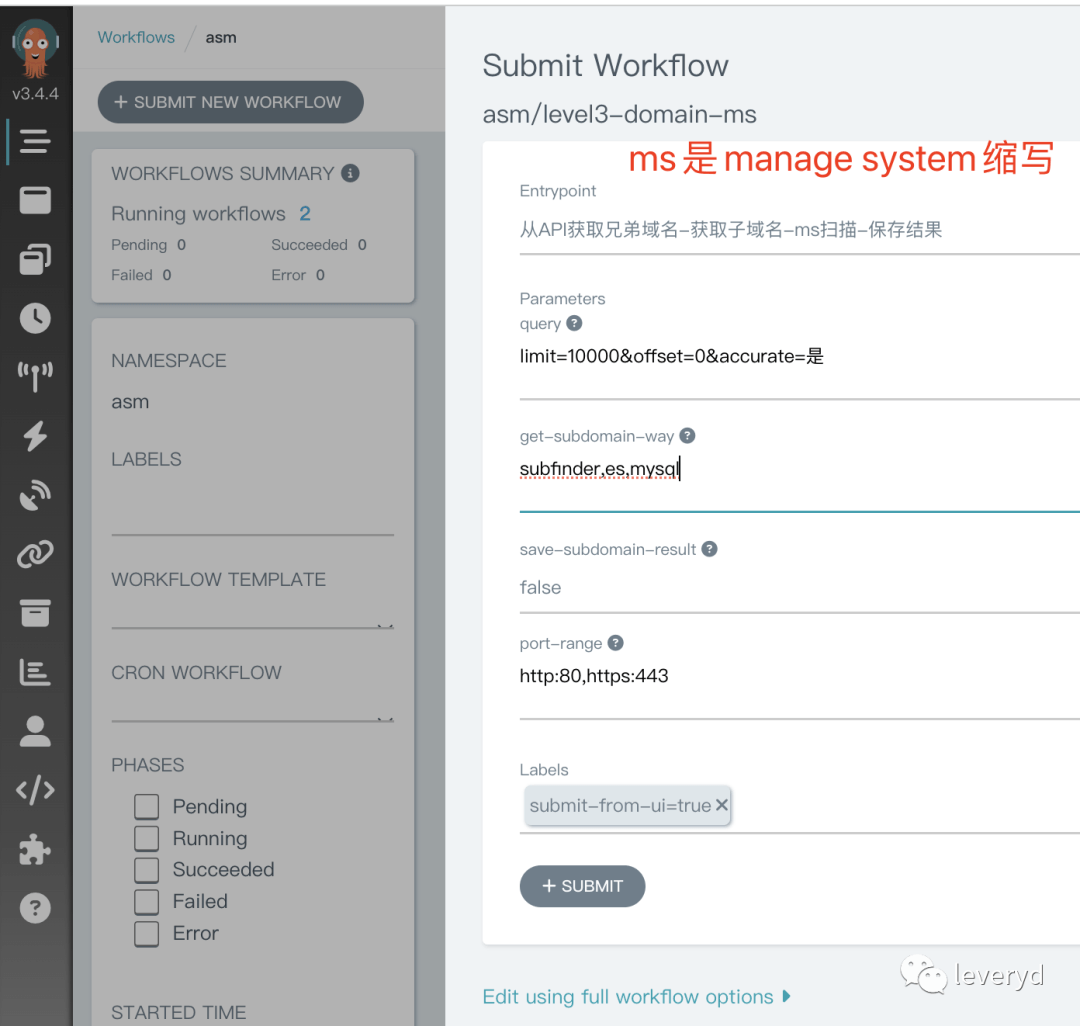 v3.4.4
Workflows / asm
+ SUBMIT NEW WORKFLOW
WORKFLOWS SUMMARY
Running workflows 2
Pending 0 Succeeded 0
Failed 0 Error 0
NAMESPACE
asm
LABELS
WORKFLOW TEMPLATE
CRON WORKFLOW
PHASES
Pending
Running
Succeeded
Failed
Error
STARTED TIME
Submit Workflow
asm/level3-domain-ms
ms是manage system缩写
Entrypoint
从API获取兄弟域名-获取子域名-ms扫描-保存结果
Parameters
query ?
limit=10000&offset=0&accurate=是
get-subdomain-way ?
subfinder,es,mysql
save-subdomain-result ?
false
port-range ?
http:80,https:443
Labels
submit-from-ui=true ×
+ SUBMIT
Edit using full workflow options
leveryd